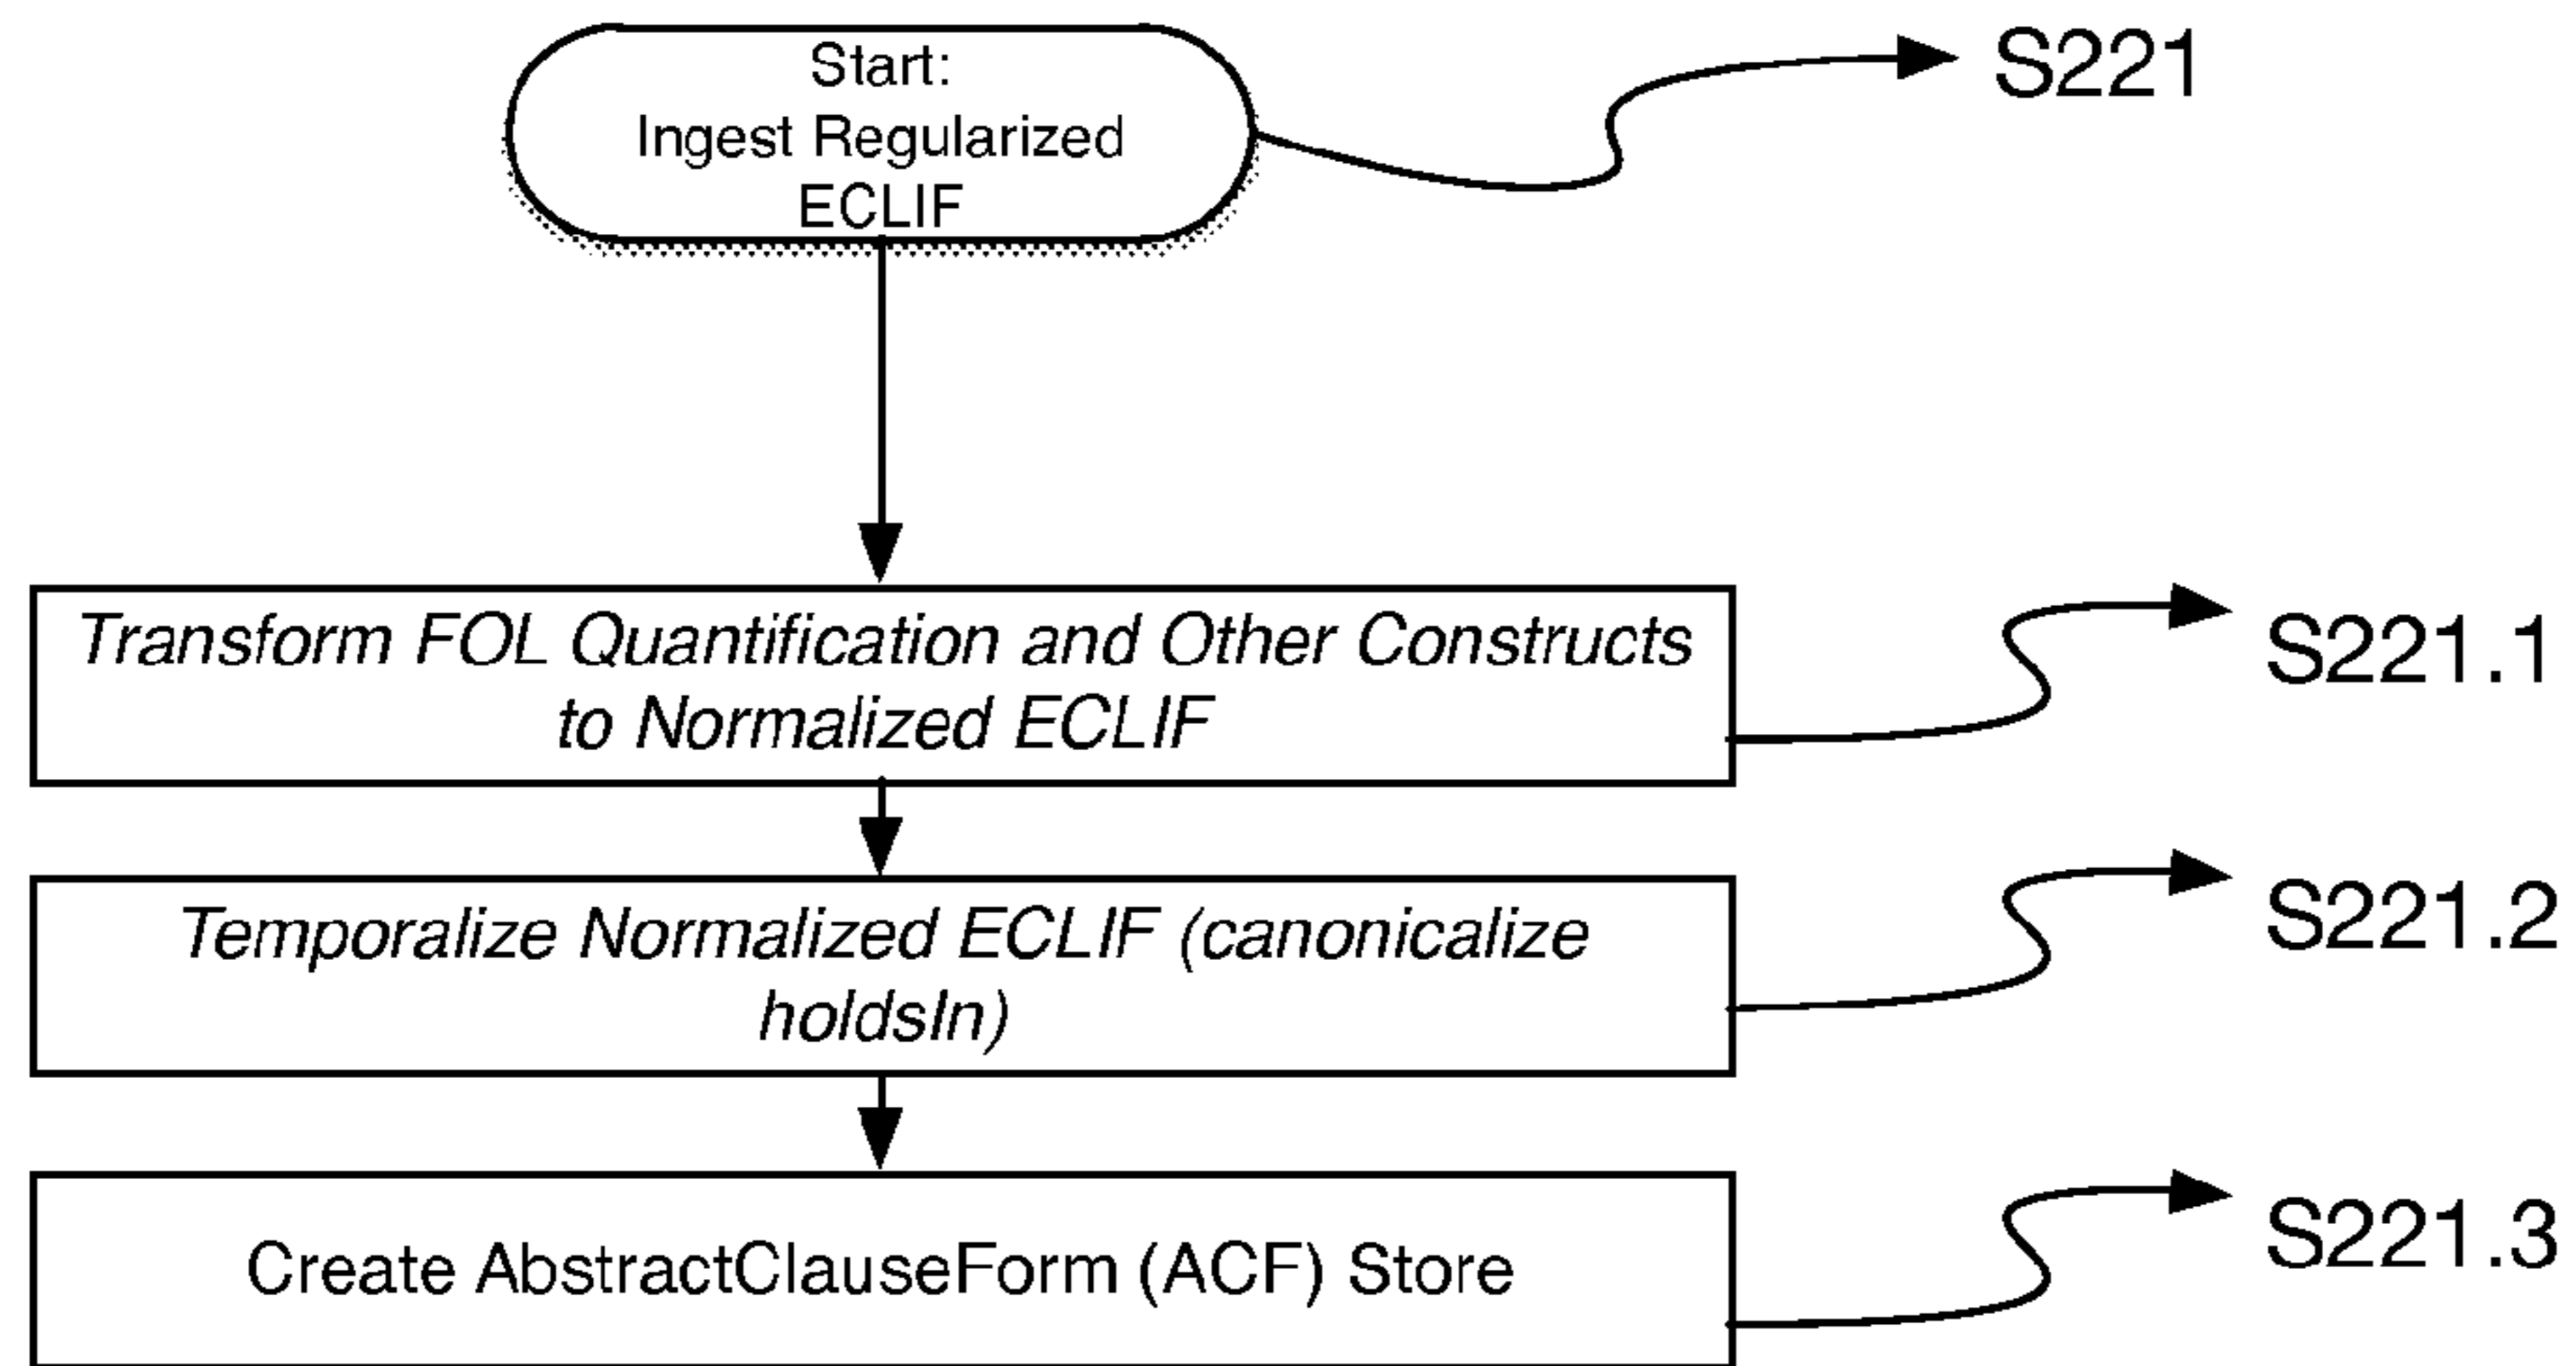 Start:
Ingest Regularized
ECLIF
S221
Transform FOL Quantification and Other Constructs
to Normalized ECLIF
S221.1
Temporalize Normalized ECLIF (canonicalize
holdsIn)
S221.2
Create AbstractClauseForm (ACF) Store
S221.3